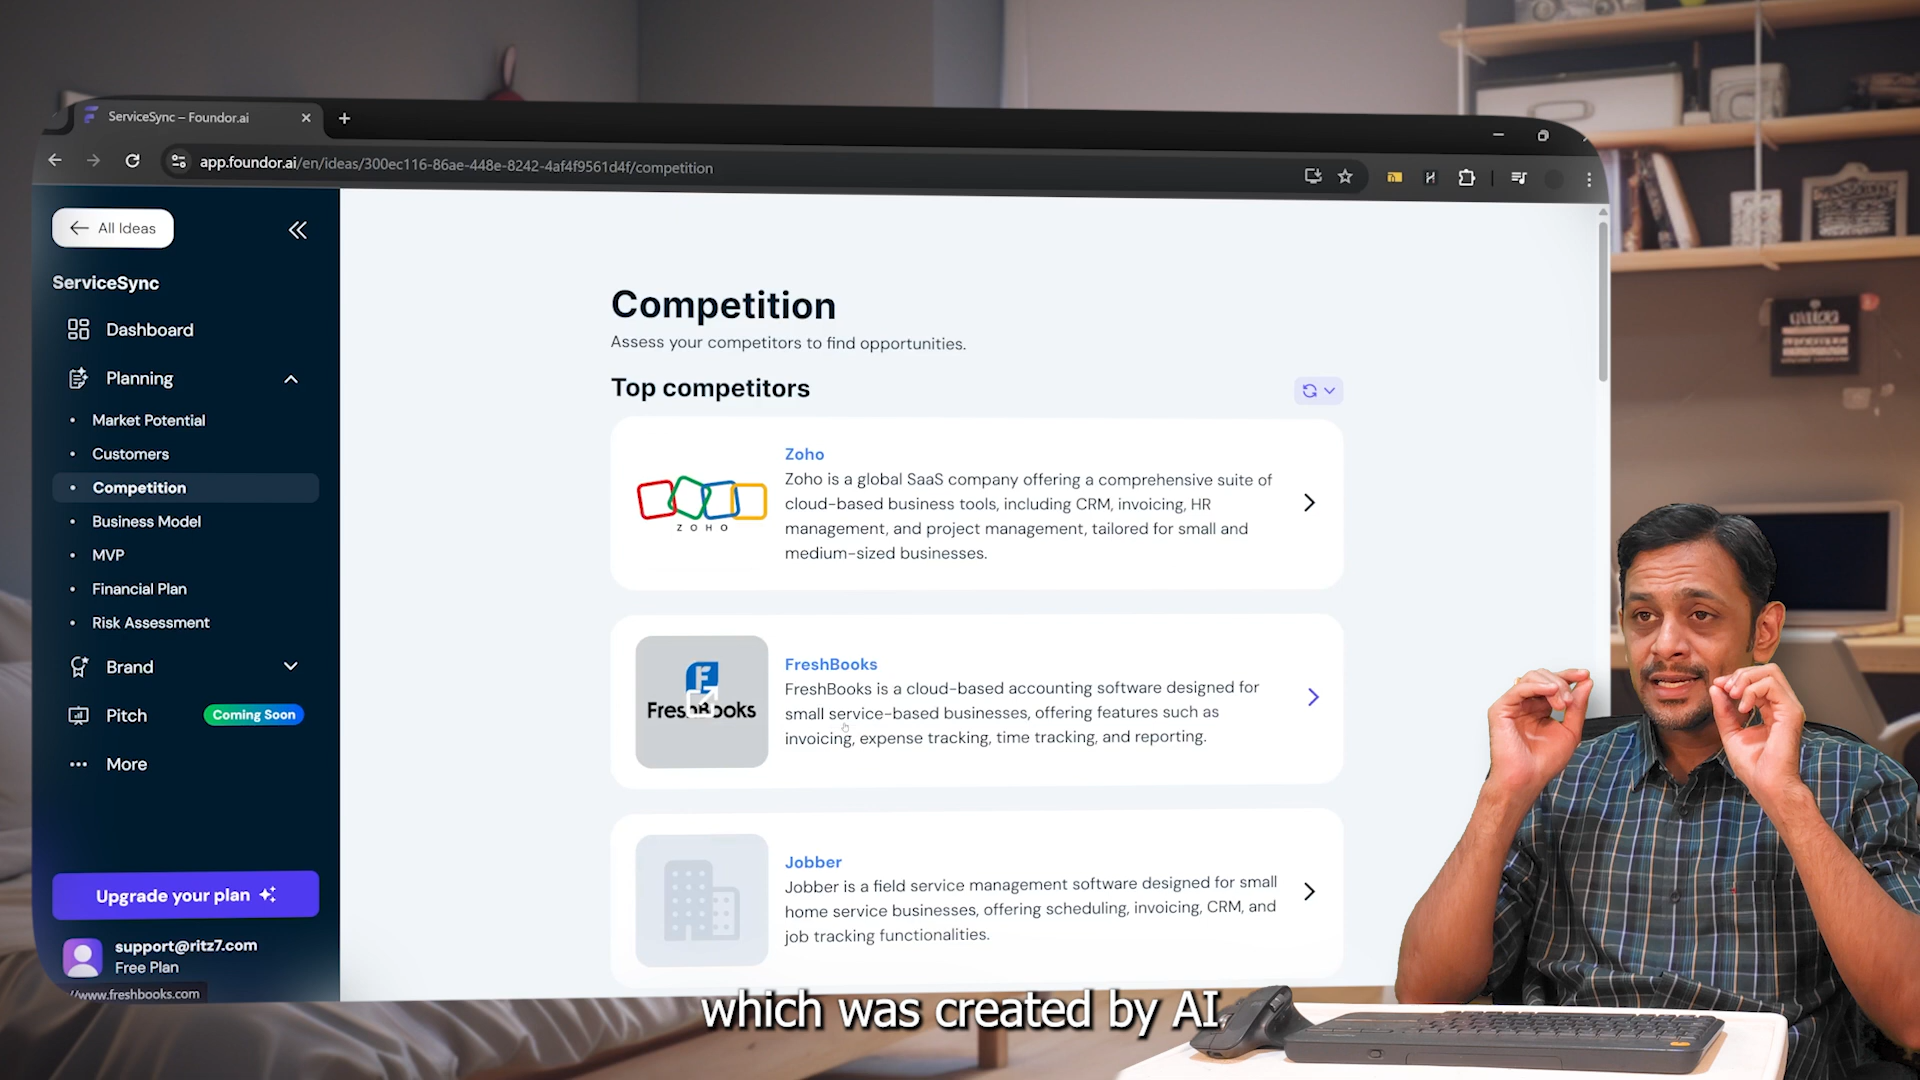 ServiceSync – Foundor.ai
app.foundor.ai/en/ideas/300ec116-86ae-448e-8242-4af4f9561d4f/competition
All Ideas
ServiceSync
Dashboard
Planning
Market Potential
Customers
Competition
Business Model
MVP
Financial Plan
Risk Assessment
Brand
Pitch
Coming Soon
More
Upgrade your plan
support@ritz7.com
Free Plan
//www.freshbooks.com
Competition
Assess your competitors to find opportunities.
Top competitors
ZOHO
Zoho
Zoho is a global SaaS company offering a comprehensive suite of
cloud-based business tools, including CRM, invoicing, HR
management, and project management, tailored for small and
medium-sized businesses.
FreshBooks
FreshBooks
FreshBooks is a cloud-based accounting software designed for
small service-based businesses, offering features such as
invoicing, expense tracking, time tracking, and reporting.
Jobber
Jobber is a field service management software designed for small
home service businesses, offering scheduling, invoicing, CRM, and
job tracking functionalities.
which was created by AI